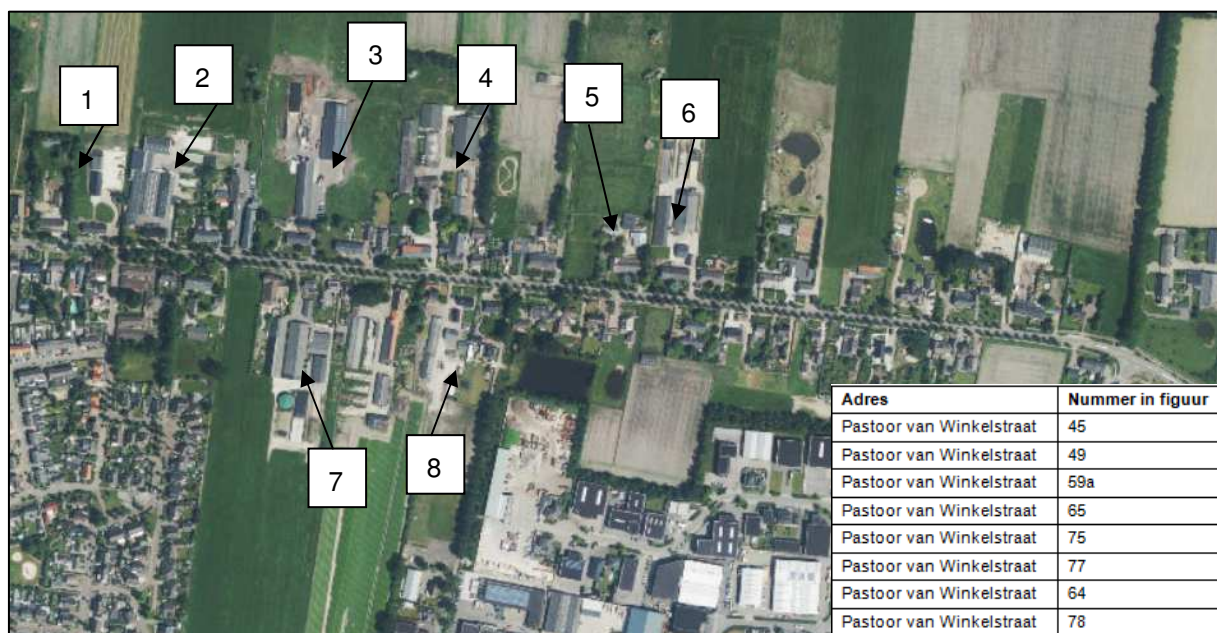 1
2
3
4
5
6
7
8
Adres Nummer in figuur
Pastoor van Winkelstraat 45
Pastoor van Winkelstraat 49
Pastoor van Winkelstraat 59a
Pastoor van Winkelstraat 65
Pastoor van Winkelstraat 75
Pastoor van Winkelstraat 77
Pastoor van Winkelstraat 64
Pastoor van Winkelstraat 78